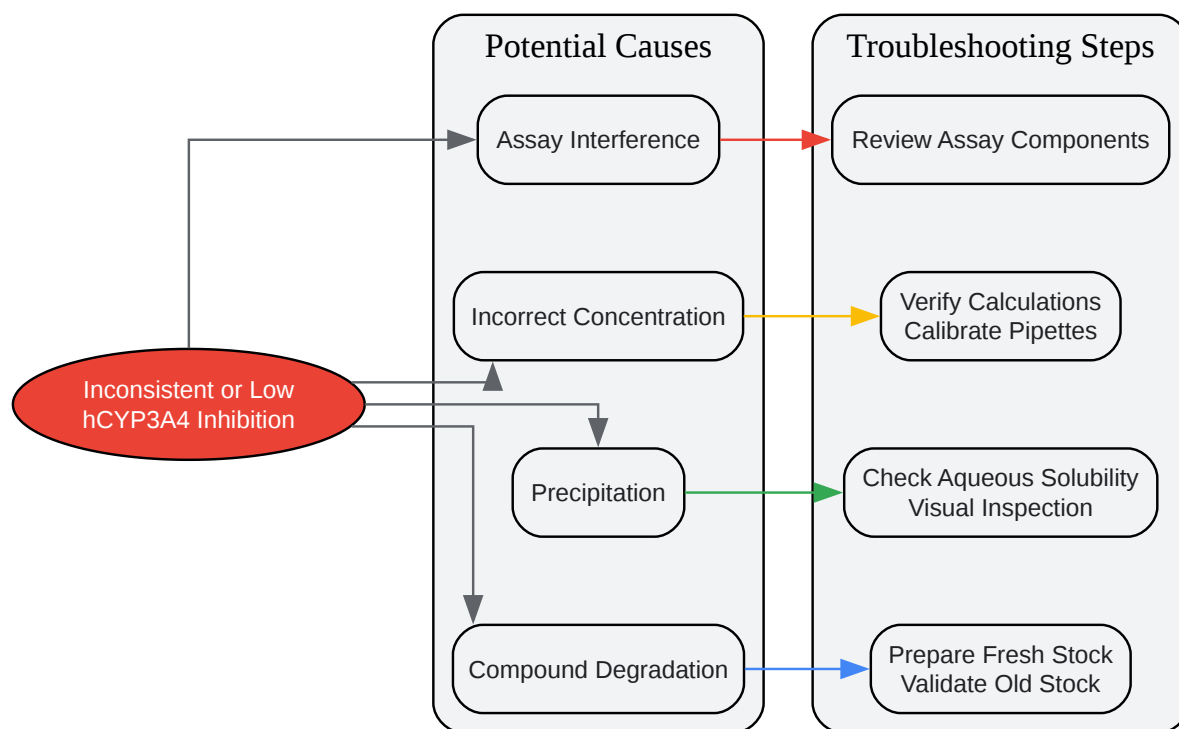 Potential Causes
Troubleshooting Steps
Assay Interference
Review Assay Components
Incorrect Concentration
Verify Calculations
Calibrate Pipettes
Inconsistent or Low
hCYP3A4 Inhibition
Precipitation
Check Aqueous Solubility
Visual Inspection
Compound Degradation
Prepare Fresh Stock
Validate Old Stock